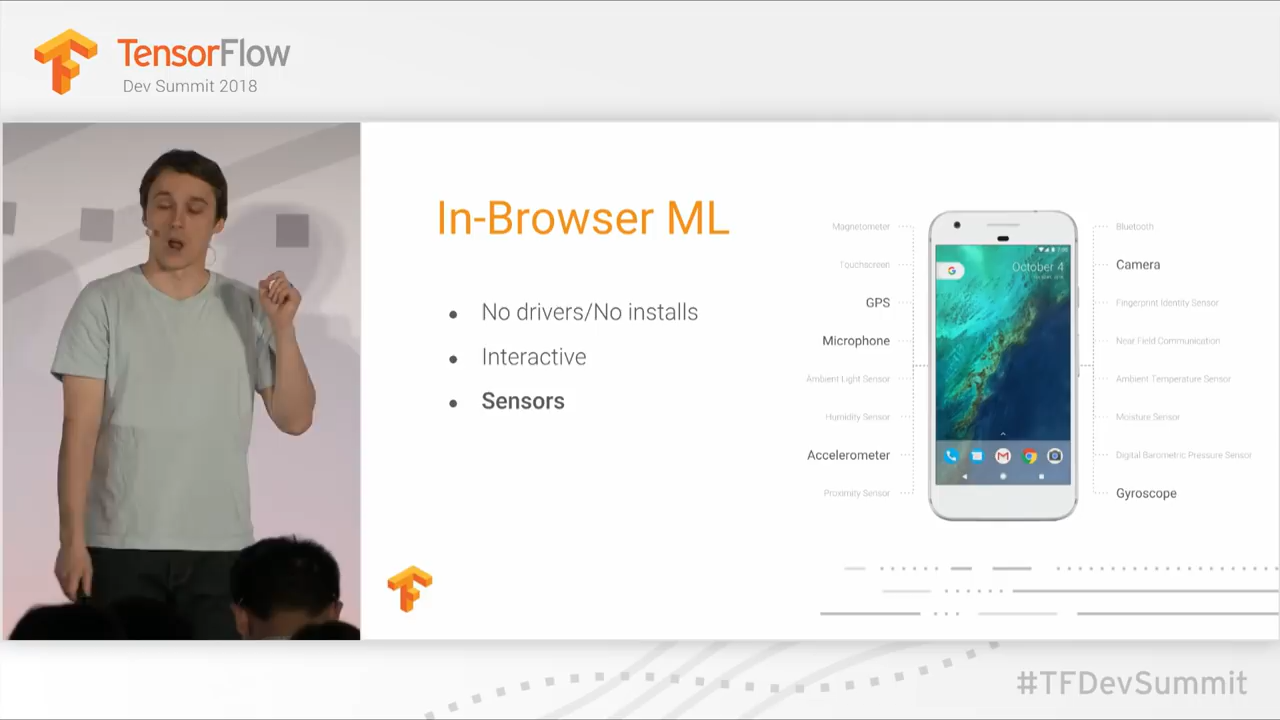 TensorFlow
Dev Summit 2018
In-Browser ML
No drivers/No installs
Interactive
Sensors
Magnetometer
Touchscreen
GPS
Microphone
Ambient Light Sensor
Humidity Sensor
Accelerometer
Proximity Sensor
October 4
Bluetooth
Camera
Fingerprint Identity Sensor
Near Field Communication
Ambient Temperature Sensor
Moisture Sensor
Digital Barometric Pressure Sensor
Gyroscope
#TFDevSummit